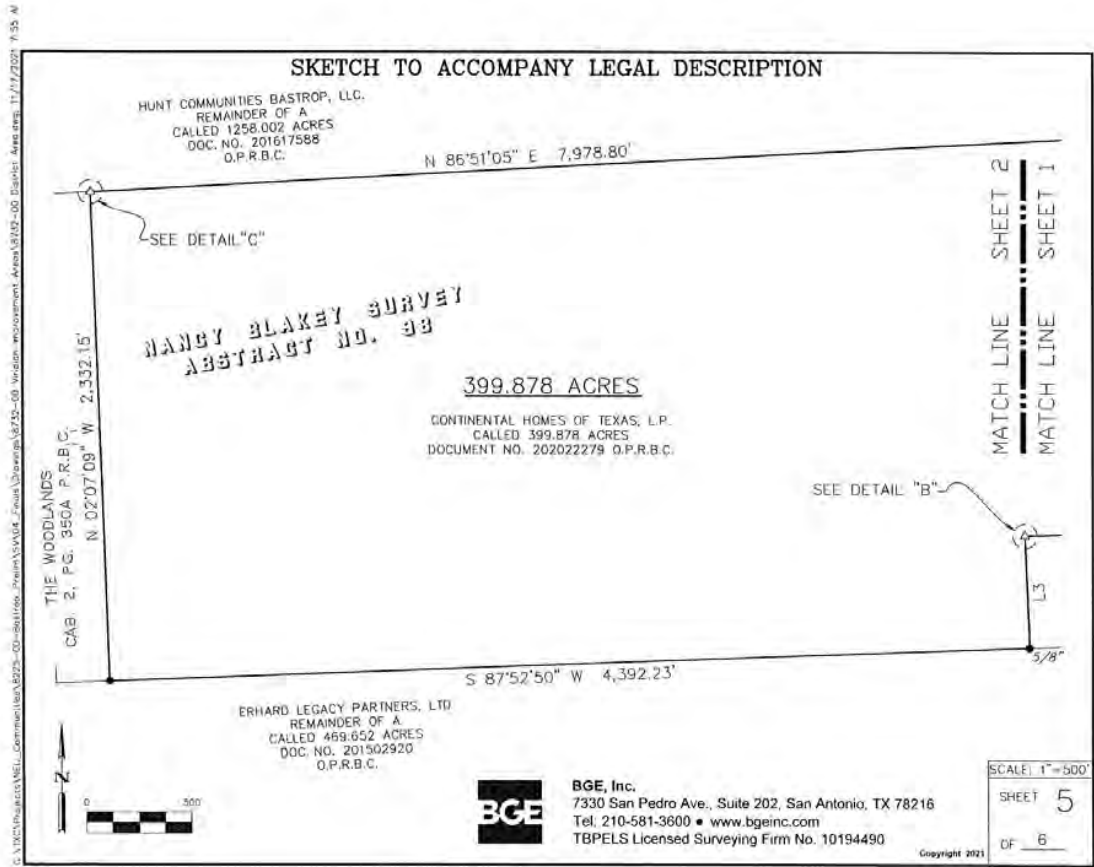 SKETCH TO ACCOMPANY LEGAL DESCRIPTION
HUNT COMMUNITIES BASTROP, LLC.
REMAINDER OF A
CALLED 1258.002 ACRES
DOC. NO. 201617588
O.P.R.B.C.
N 86°51'05" E 7,978.80'
SEE DETAIL "C"
NANCY BLAKEY SURVEY
ABSTRACT NO. 98
THE WOODLANDS
CAB 2, PG. 350A P.R.B.C.
N 02°07'09" W 2,332.15'
399.878 ACRES
CONTINENTAL HOMES OF TEXAS, L.P.
CALLED 399.878 ACRES
DOCUMENT NO. 202022279 O.P.R.B.C.
MATCH LINE SHEET 2
MATCH LINE SHEET 1
SEE DETAIL "B"
L3
5/8"
S 87°52'50" W 4,392.23'
ERHARD LEGACY PARTNERS, LTD
REMAINDER OF A
CALLED 469.652 ACRES
DOC. NO. 201502920
O.P.R.B.C.
N
0 500'
BGE
BGE, Inc.
7330 San Pedro Ave., Suite 202, San Antonio, TX 78216
Tel: 210-581-3600 ● www.bgeinc.com
TBPELS Licensed Surveying Firm No. 10194490
Copyright 2021
SCALE: 1"=500'
SHEET 5
OF 6